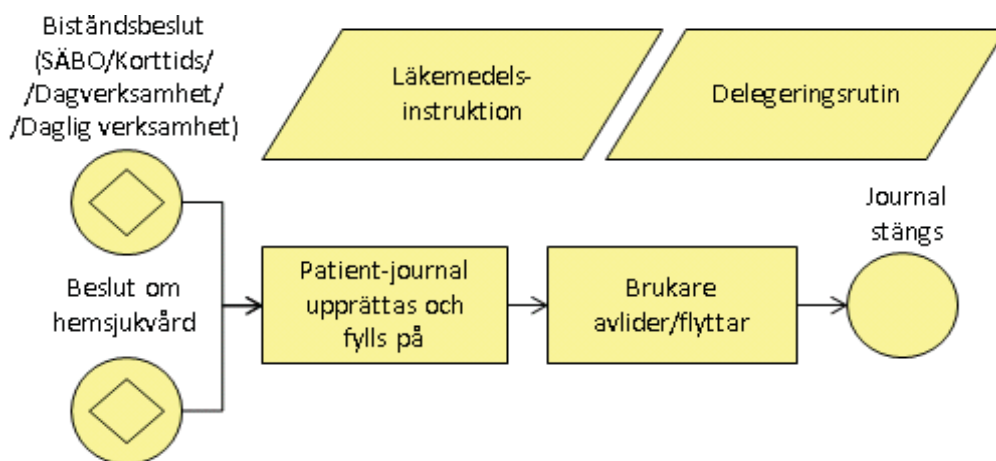 Biståndsbeslut
(SÄBO/Korttids/
/Dagverksamhet/
/Daglig verksamhet)
Läkemedels-
instruktion
Delegeringsrutin
Journal
stängs
Beslut om
hemsjukvård
Patient-journal
upprättas och
fylls på
Brukare
avlider/flyttar